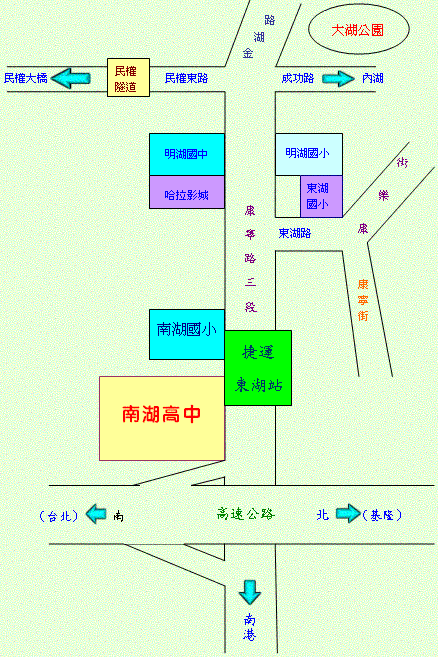 路
湖
金
大湖公園
民權大橋
民權
隧道
民權東路
成功路
內湖
明湖國中
明湖國小
哈拉影城
東湖
國小
街
樂
康
康
寧
路
三
段
東湖路
康
寧
街
南湖國小
捷運
東湖站
南湖高中
(台北)
南
高速公路
北
(基隆)
南
港